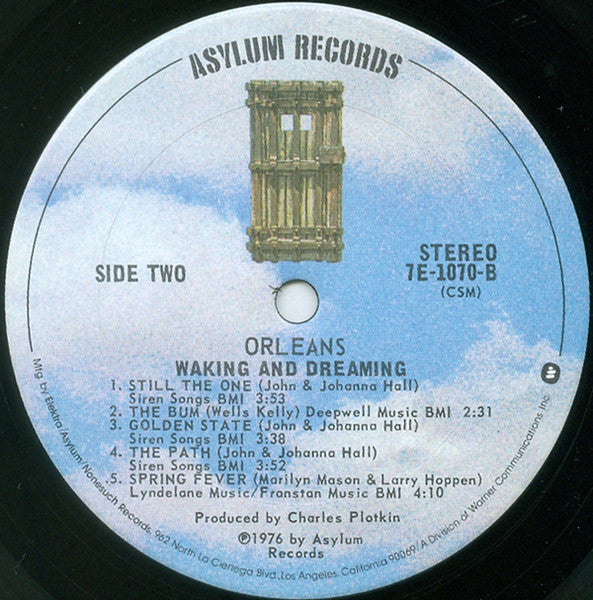 ASYLUM RECORDS
SIDE TWO
STEREO
7E-1070-B
(CSM)
ORLEANS
WAKING AND DREAMING
1. STILL THE ONE (John & Johanna Hall)
Siren Songs BMI 3:53
2. THE BUM (Wells Kelly) Deepwell Music BMI 2:31
3. GOLDEN STATE (John & Johanna Hall)
Siren Songs BMI 3:38
4. THE PATH (John & Johanna Hall)
Siren Songs BMI 3:52
5. SPRING FEVER (Marilyn Mason & Larry Hoppen)
Lyndelane Music/Franstan Music BMI 4:10
Produced by Charles Plotkin
℗1976 by Asylum
Records
Mfg by Elektra/Asylum/Nonesuch Records, 962 North La Cienega Blvd., Los Angeles, California 90069/A Division of Warner Communications Inc.